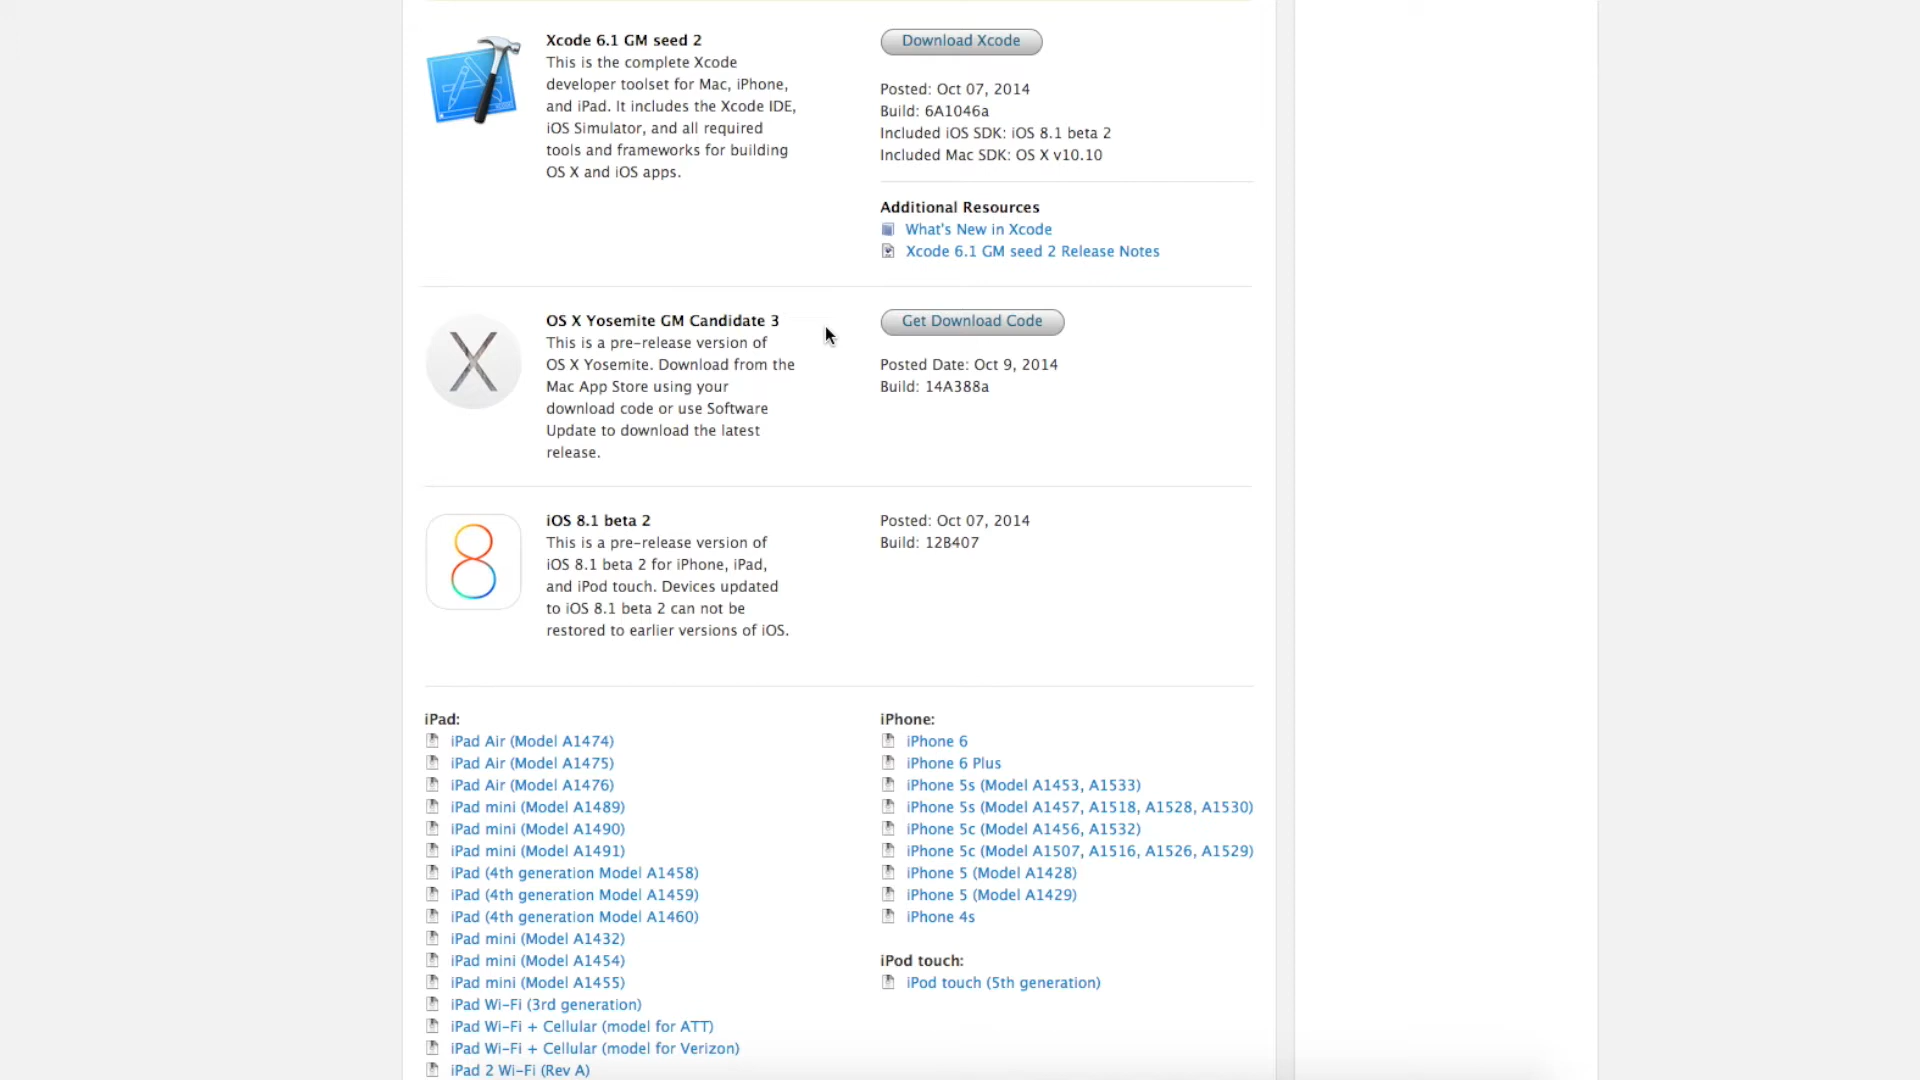 Xcode 6.1 GM seed 2
This is the complete Xcode
developer toolset for Mac, iPhone,
and iPad. It includes the Xcode IDE,
iOS Simulator, and all required
tools and frameworks for building
OS X and iOS apps.
Download Xcode
Posted: Oct 07, 2014
Build: 6A1046a
Included iOS SDK: iOS 8.1 beta 2
Included Mac SDK: OS X v10.10
Additional Resources
What's New in Xcode
Xcode 6.1 GM seed 2 Release Notes
OS X Yosemite GM Candidate 3
This is a pre-release version of
OS X Yosemite. Download from the
Mac App Store using your
download code or use Software
Update to download the latest
release.
Get Download Code
Posted Date: Oct 9, 2014
Build: 14A388a
iOS 8.1 beta 2
This is a pre-release version of
iOS 8.1 beta 2 for iPhone, iPad,
and iPod touch. Devices updated
to iOS 8.1 beta 2 can not be
restored to earlier versions of iOS.
Posted: Oct 07, 2014
Build: 12B407
iPad:
iPad Air (Model A1474)
iPad Air (Model A1475)
iPad Air (Model A1476)
iPad mini (Model A1489)
iPad mini (Model A1490)
iPad mini (Model A1491)
iPad (4th generation Model A1458)
iPad (4th generation Model A1459)
iPad (4th generation Model A1460)
iPad mini (Model A1432)
iPad mini (Model A1454)
iPad mini (Model A1455)
iPad Wi-Fi (3rd generation)
iPad Wi-Fi + Cellular (model for ATT)
iPad Wi-Fi + Cellular (model for Verizon)
iPad 2 Wi-Fi (Rev A)
iPhone:
iPhone 6
iPhone 6 Plus
iPhone 5s (Model A1453, A1533)
iPhone 5s (Model A1457, A1518, A1528, A1530)
iPhone 5c (Model A1456, A1532)
iPhone 5c (Model A1507, A1516, A1526, A1529)
iPhone 5 (Model A1428)
iPhone 5 (Model A1429)
iPhone 4s
iPod touch:
iPod touch (5th generation)